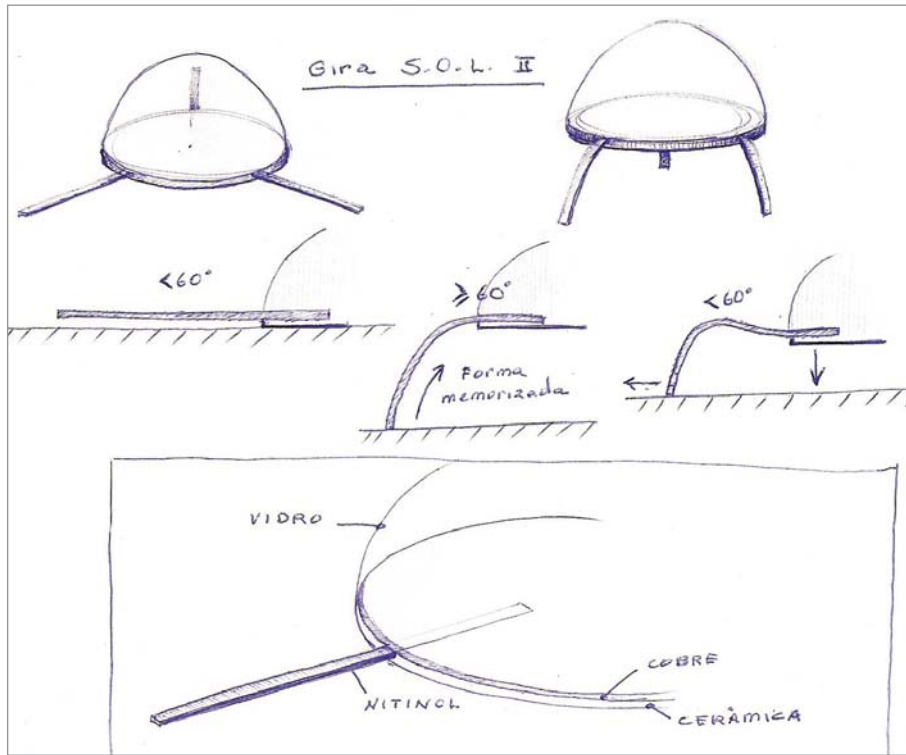 Gira S.O.L. II
<60°
≥60°
<60°
Forma
memorizada
VIDRO
NITINOL
COBRE
CERÂMICA